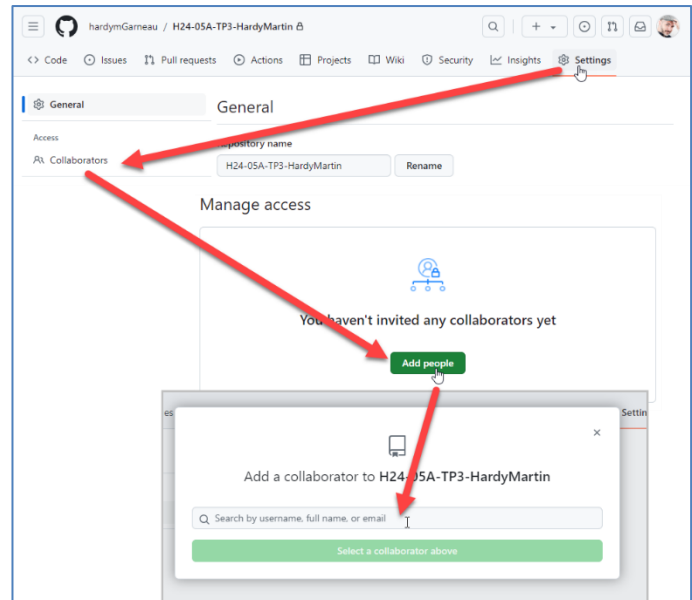 hardymGarneau / H24-05A-TP3-HardyMartin
Code Issues Pull requests Actions Projects Wiki Security Insights Settings
General
General
Access
Repository name
Collaborators
H24-05A-TP3-HardyMartin Rename
Manage access
You haven't invited any collaborators yet
Add people
es
Settin
Add a collaborator to H24-05A-TP3-HardyMartin
Search by username, full name, or email
Select a collaborator above